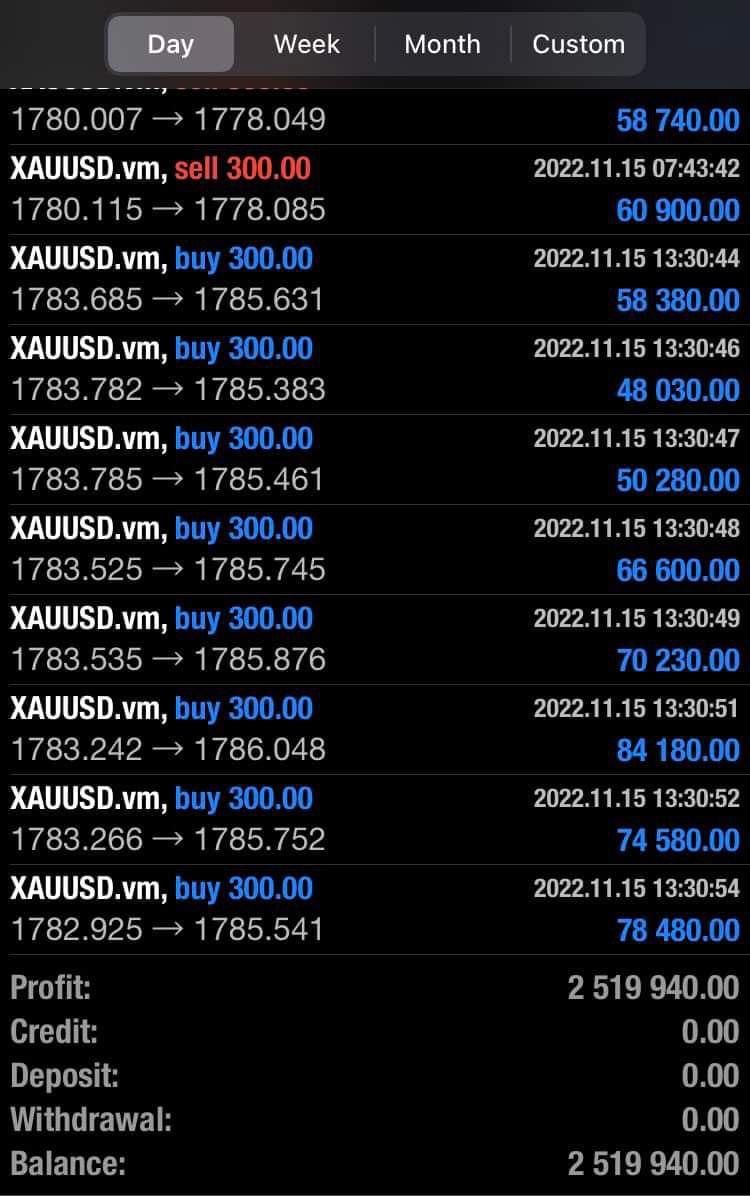 Day Week Month Custom
1780.007 → 1778.049 58 740.00
XAUUSD.vm, sell 300.00 2022.11.15 07:43:42
1780.115 → 1778.085 60 900.00
XAUUSD.vm, buy 300.00 2022.11.15 13:30:44
1783.685 → 1785.631 58 380.00
XAUUSD.vm, buy 300.00 2022.11.15 13:30:46
1783.782 → 1785.383 48 030.00
XAUUSD.vm, buy 300.00 2022.11.15 13:30:47
1783.785 → 1785.461 50 280.00
XAUUSD.vm, buy 300.00 2022.11.15 13:30:48
1783.525 → 1785.745 66 600.00
XAUUSD.vm, buy 300.00 2022.11.15 13:30:49
1783.535 → 1785.876 70 230.00
XAUUSD.vm, buy 300.00 2022.11.15 13:30:51
1783.242 → 1786.048 84 180.00
XAUUSD.vm, buy 300.00 2022.11.15 13:30:52
1783.266 → 1785.752 74 580.00
XAUUSD.vm, buy 300.00 2022.11.15 13:30:54
1782.925 → 1785.541 78 480.00
Profit: 2 519 940.00
Credit: 0.00
Deposit: 0.00
Withdrawal: 0.00
Balance: 2 519 940.00